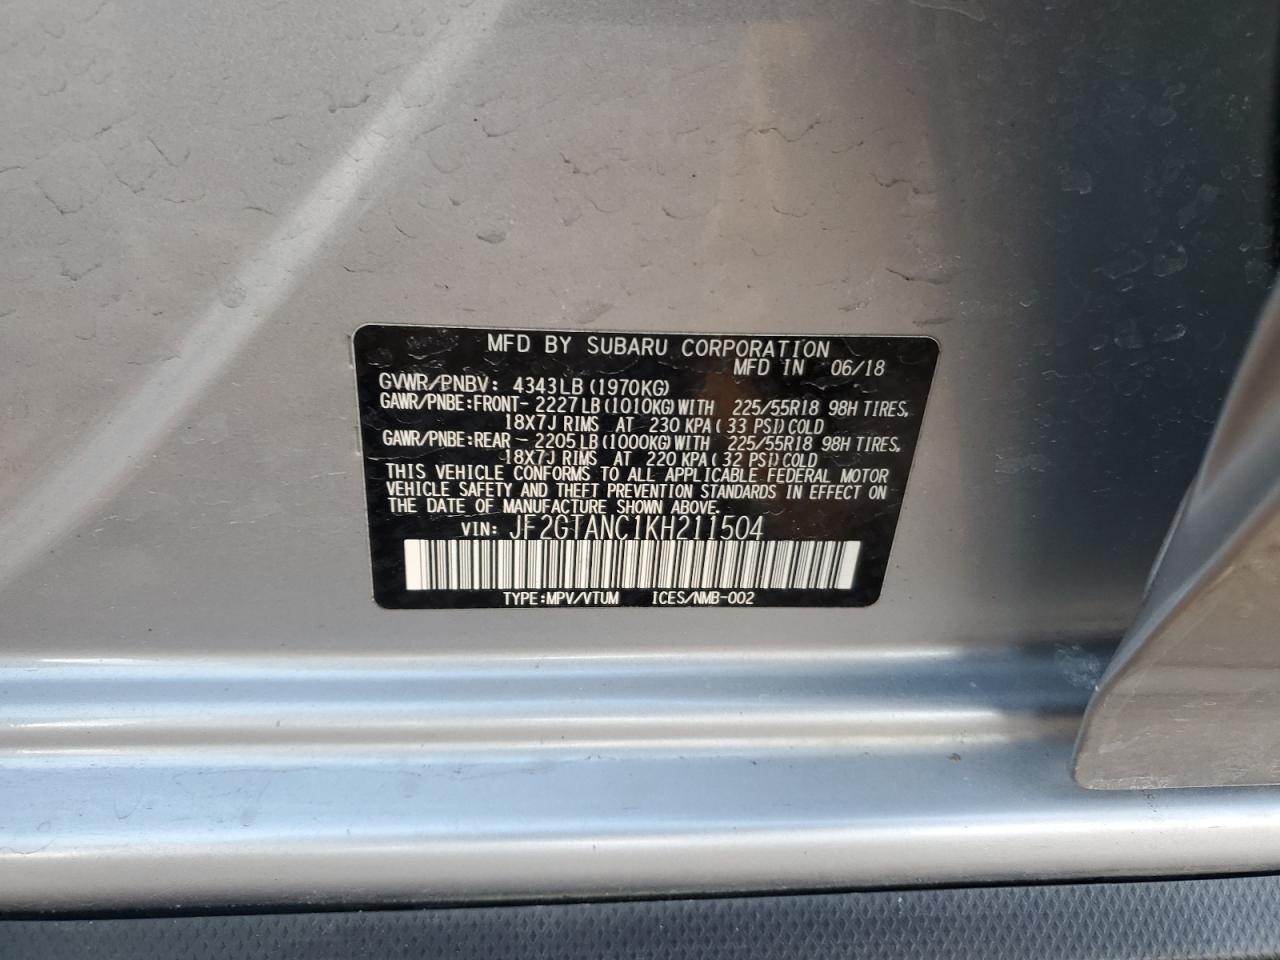 MFD BY SUBARU CORPORATION
MFD IN 06/18
GVWR/PNBV: 4343LB (1970KG)
GAWR/PNBE:FRONT- 2227LB (1010KG) WITH 225/55R18 98H TIRES,
18X7J RIMS AT 230 KPA ( 33 PSI) COLD
GAWR/PNBE:REAR - 2205LB (1000KG) WITH 225/55R18 98H TIRES,
18X7J RIMS AT 220 KPA ( 32 PSI) COLD
THIS VEHICLE CONFORMS TO ALL APPLICABLE FEDERAL MOTOR
VEHICLE SAFETY AND THEFT PREVENTION STANDARDS IN EFFECT ON
THE DATE OF MANUFACTURE SHOWN ABOVE.
VIN: JF2GTANC1KH211504
TYPE:MPV/VTUM ICES/NMB-002